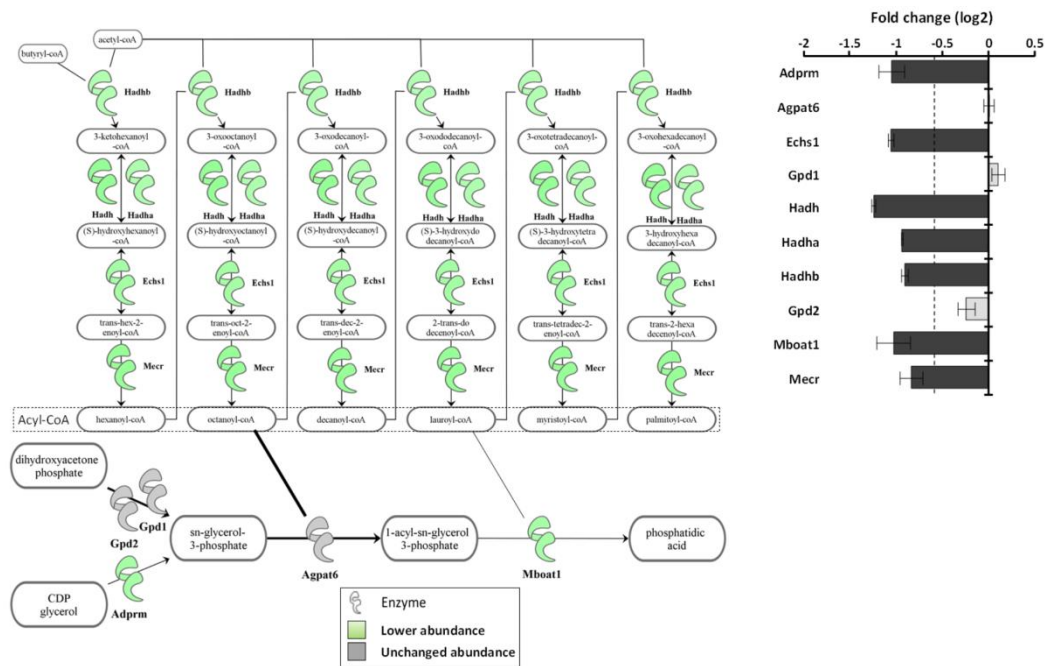 acetyl-coA
butyryl-coA
Hadhb Hadhb Hadhb Hadhb Hadhb Hadhb
3-ketohexanoyl
-coA
3-oxooctanoyl
-coA
3-oxodecanoyl-
-coA
3-oxododecanoyl
-coA
3-oxotetradecanoyl-
coA
3-oxohexadecanoyl
-coA
Hadh Hadha Hadh Hadha Hadh Hadha Hadh Hadha Hadh Hadha Hadh Hadha
(S)-hydroxyhexanoyl
-coA
(S)-hydroxyoctanoyl
-coA
(S)-hydroxydecanoyl
-coA
(S)-3-hydroxydo
decanoyl-coA
(S)-3-hydroxytetra
decanoyl-coA
3-hydroxyhexa
decanoyl-coA
Echs1 Echs1 Echs1 Echs1 Echs1 Echs1
trans-hex-2-
enoyl-coA
trans-oct-2-
enoyl-coA
trans-dec-2-
enoyl-coA
2-trans-do
decenoyl-coA
trans-tetradec-2-
enoyl-coA
trans-2-hexa
decenoyl-coA
Mecr Mecr Mecr Mecr Mecr Mecr
Acyl-CoA hexanoyl-coA octanoyl-coA decanoyl-coA lauroyl-coA myristoyl-coA palmitoyl-coA
dihydroxyacetone
phosphate
Gpd1
Gpd2
sn-glycerol-
3-phosphate
Agpat6
1-acyl-sn-glycerol
3-phosphate
Mboat1
phosphatidic
acid
CDP
glycerol
Adprm
Enzyme
Lower abundance
Unchanged abundance
Fold change (log2)
-2 -1.5 -1 -0.5 0 0.5
Adprm
Agpat6
Echs1
Gpd1
Hadh
Hadha
Hadhb
Gpd2
Mboat1
Mecr